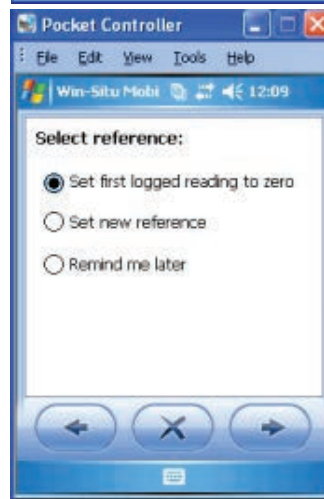 Pocket Controller
File Edit View Tools Help
Win-Situ Mobi 12:09
Select reference:
Set first logged reading to zero
Set new reference
Remind me later